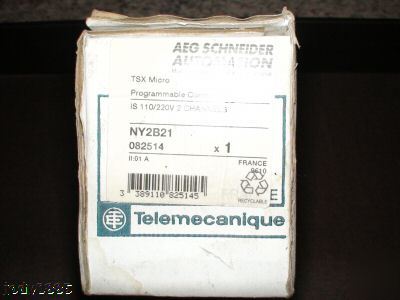 AEG SCHNEIDER
AUTOMATION
TSX Micro
Programmable
IS 110/220V 2 CHANNELS
NY2B21
082514 x 1
II:01 A
FRANCE
9610
3 389110 825145
RECYCLABLE
Telemecanique